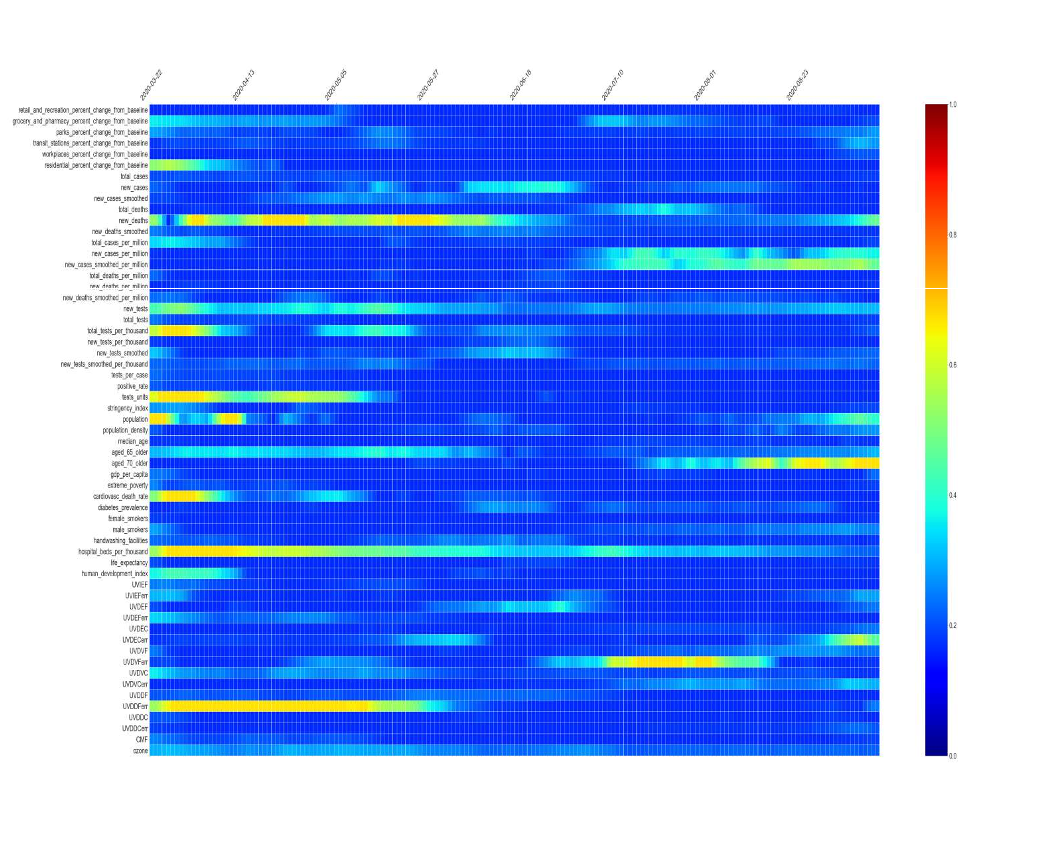 2020-03-22 2020-04-13 2020-05-05 2020-05-27 2020-06-18 2020-07-10 2020-08-01 2020-08-23
retail_and_recreation_percent_change_from_baseline
grocery_and_pharmacy_percent_change_from_baseline
parks_percent_change_from_baseline
transit_stations_percent_change_from_baseline
workplaces_percent_change_from_baseline
residential_percent_change_from_baseline
total_cases
new_cases
new_cases_smoothed
total_deaths
new_deaths
new_deaths_smoothed
total_cases_per_million
new_cases_per_million
new_cases_smoothed_per_million
total_deaths_per_million
new_deaths_per_million
new_deaths_smoothed_per_million
new_tests
total_tests
total_tests_per_thousand
new_tests_per_thousand
new_tests_smoothed
new_tests_smoothed_per_thousand
tests_per_case
positive_rate
tests_units
stringency_index
population
population_density
median_age
aged_65_older
aged_70_older
gdp_per_capita
extreme_poverty
cardiovasc_death_rate
diabetes_prevalence
female_smokers
male_smokers
handwashing_facilities
hospital_beds_per_thousand
life_expectancy
human_development_index
UVIEF
UVIEFerr
UVDEF
UVDEFerr
UVDEC
UVDECerr
UVDVF
UVDVFerr
UVDVC
UVDVCerr
UVDDF
UVDDFerr
UVDDC
UVDDCerr
CMF
ozone
1.0
0.8
0.6
0.4
0.2
0.0